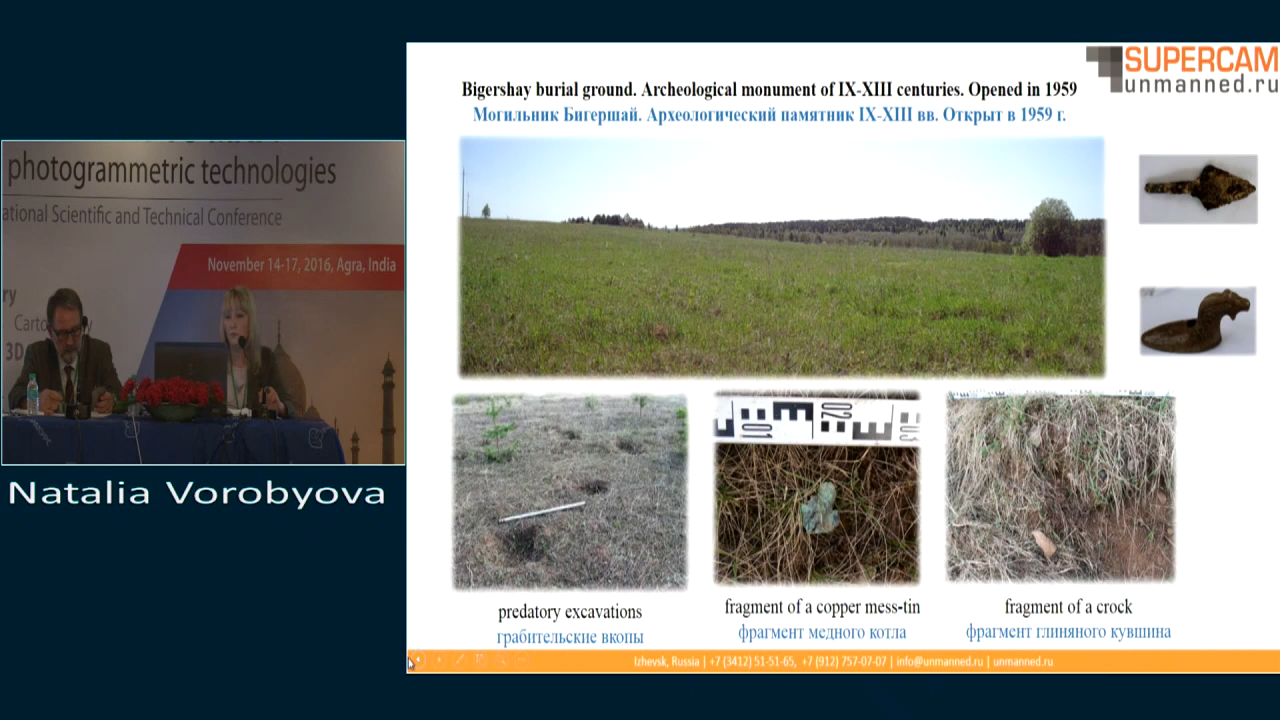 photogrammetric technologies
ational Scientific and Technical Conference
November 14-17, 2016, Agra, India
ry
Carto
y
3D
Natalia Vorobyova
SUPERCAM
unmanned.ru
Bigershay burial ground. Archeological monument of IX-XIII centuries. Opened in 1959
Могильник Бигершай. Археологический памятник IX-XIII вв. Открыт в 1959 г.
01
02
03
predatory excavations
грабительские вкопы
fragment of a copper mess-tin
фрагмент медного котла
fragment of a crock
фрагмент глиняного кувшина
Izhevsk, Russia | +7 (3412) 51-51-65, +7 (912) 757-07-07 | info@unmanned.ru | unmanned.ru